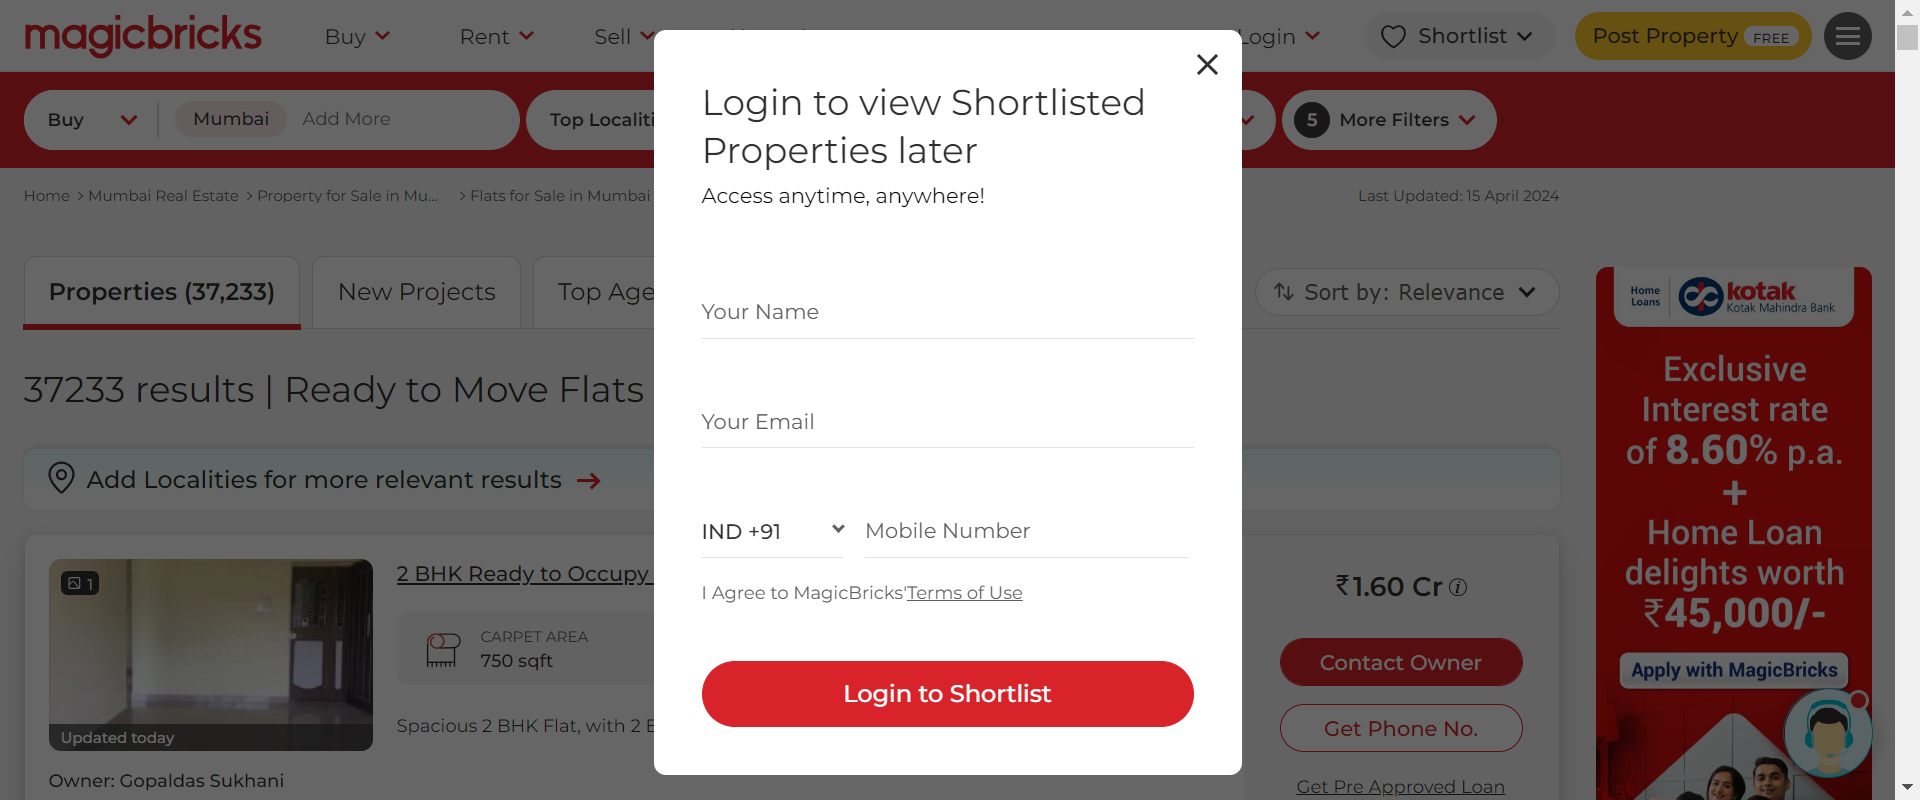 magicbricks
Buy
Rent
Sell
Login
Shortlist
Post Property FREE
Buy
Mumbai
Add More
Top Localiti
5 More Filters
Home > Mumbai Real Estate > Property for Sale in Mu... > Flats for Sale in Mumbai
Last Updated: 15 April 2024
Properties (37,233)
New Projects
Top Age
Sort by: Relevance
37233 results | Ready to Move Flats
Add Localities for more relevant results
1
Updated today
Owner: Gopaldas Sukhani
2 BHK Ready to Occupy
CARPET AREA
750 sqft
Spacious 2 BHK Flat, with 2 B
Login to view Shortlisted
Properties later
Access anytime, anywhere!
Your Name
Your Email
IND +91
Mobile Number
I Agree to MagicBricks'Terms of Use
Login to Shortlist
₹1.60 Cr
Contact Owner
Get Phone No.
Get Pre Approved Loan
Home
Loans
kotak
Kotak Mahindra Bank
Exclusive
Interest rate
of 8.60% p.a.
+
Home Loan
delights worth
₹45,000/-
Apply with MagicBricks